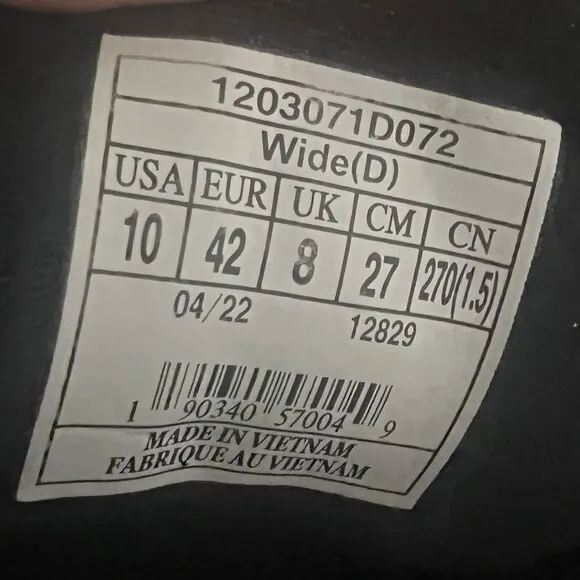 1203071D072
Wide(D)
USA EUR UK CM CN
10 42 8 27 270(1.5)
04/22 12829
1 90340 57004 9
MADE IN VIETNAM
FABRIQUE AU VIETNAM